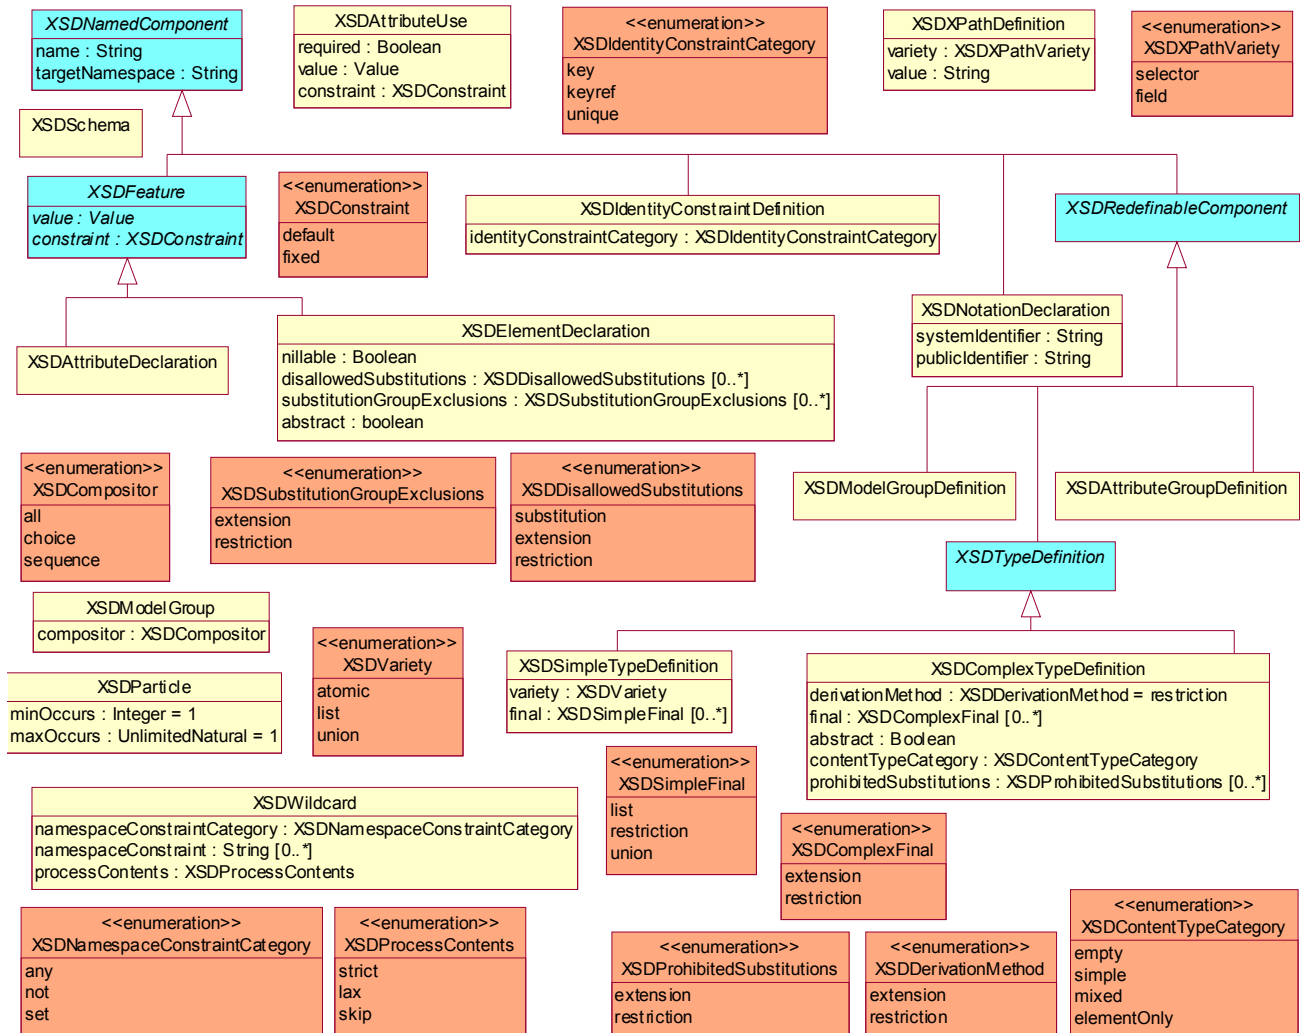 XSDNamedComponent
name : String
targetNamespace : String
XSDAttributeUse
required : Boolean
value : Value
constraint : XSDConstraint
<<enumeration>>
XSDIdentityConstraintCategory
key
keyref
unique
XSDXPathDefinition
variety : XSDXPathVariety
value : String
<<enumeration>>
XSDXPathVariety
selector
field
XSDSchema
XSDFeature
value : Value
constraint : XSDConstraint
<<enumeration>>
XSDConstraint
default
fixed
XSDIdentityConstraintDefinition
identityConstraintCategory : XSDIdentityConstraintCategory
XSDRedefinableComponent
XSDNotationDeclaration
systemIdentifier : String
publicIdentifier : String
XSDAttributeDeclaration
XSDElementDeclaration
nillable : Boolean
disallowedSubstitutions : XSDDisallowedSubstitutions [0..*]
substitutionGroupExclusions : XSDSubstitutionGroupExclusions [0..*]
abstract : boolean
<<enumeration>>
XSDCompositor
all
choice
sequence
<<enumeration>>
XSDSubstitutionGroupExclusions
extension
restriction
<<enumeration>>
XSDDisallowedSubstitutions
substitution
extension
restriction
XSDModelGroupDefinition
XSDAttributeGroupDefinition
XSDTypeDefinition
XSDModelGroup
compositor : XSDCompositor
<<enumeration>>
XSDVariety
atomic
list
union
XSDSimpleTypeDefinition
variety : XSDVariety
final : XSDSimpleFinal [0..*]
XSDComplexTypeDefinition
derivationMethod : XSDDerivationMethod = restriction
final : XSDComplexFinal [0..*]
abstract : Boolean
contentTypeCategory : XSDContentTypeCategory
prohibitedSubstitutions : XSDProhibitedSubstitutions [0..*]
XSDParticle
minOccurs : Integer = 1
maxOccurs : UnlimitedNatural = 1
<<enumeration>>
XSDSimpleFinal
list
restriction
union
XSDWildcard
namespaceConstraintCategory : XSDNamespaceConstraintCategory
namespaceConstraint : String [0..*]
processContents : XSDProcessContents
<<enumeration>>
XSDComplexFinal
extension
restriction
<<enumeration>>
XSDNamespaceConstraintCategory
any
not
set
<<enumeration>>
XSDProcessContents
strict
lax
skip
<<enumeration>>
XSDProhibitedSubstitutions
extension
restriction
<<enumeration>>
XSDDerivationMethod
extension
restriction
<<enumeration>>
XSDContentTypeCategory
empty
simple
mixed
elementOnly